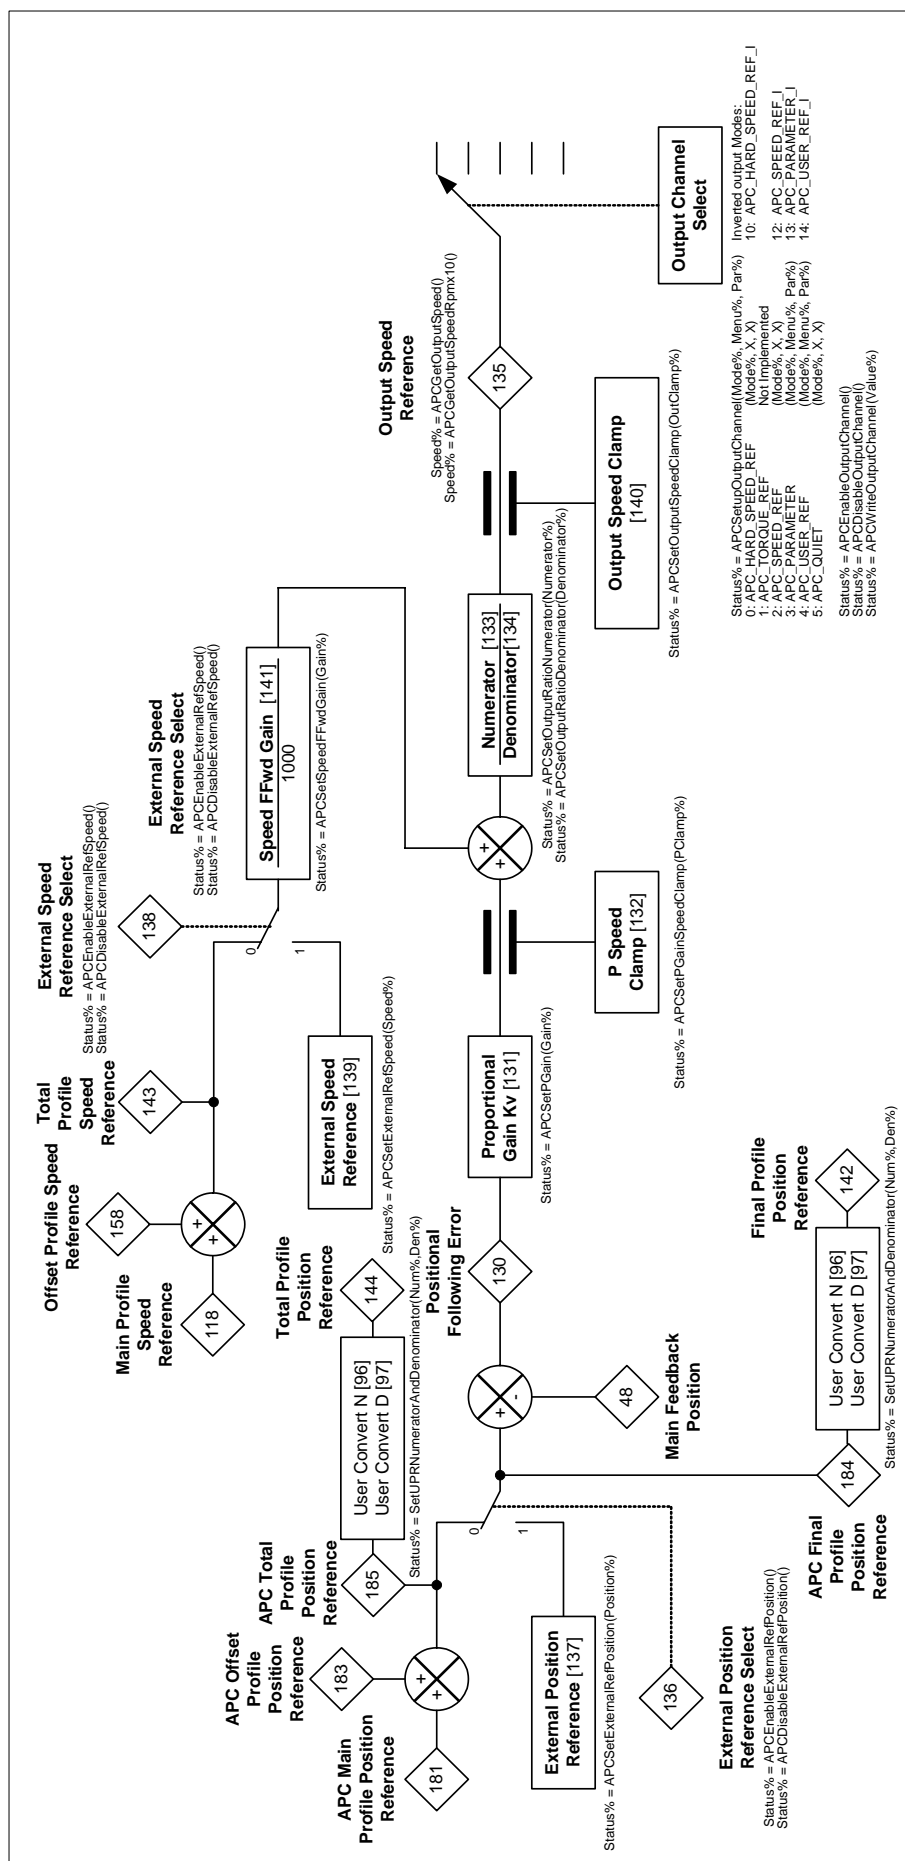 Offset Profile Speed
Reference
158
Main Profile
Speed
Reference
118
Total
Profile
Speed
Reference
143
External Speed
Reference Select
Status% = APCEnableExternalRefSpeed()
Status% = APCDisableExternalRefSpeed()
138
0
1
External Speed
Reference [139]
Status% = APCSetExternalRefSpeed(Speed%)
External Speed
Reference Select
Status% = APCEnableExternalRefSpeed()
Status% = APCDisableExternalRefSpeed()
Speed FFwd Gain [141]
1000
Status% = APCSetSpeedFFwdGain(Gain%)
APC Offset
Profile
Position
Reference
183
APC Main
Profile Position
Reference
181
APC Total
Profile
Position
Reference
185
User Convert N [96]
User Convert D [97]
Status% = SetUPRNumeratorAndDenominator(Num%,Den%)
Total Profile
Position
Reference
144
0
1
External Position
Reference [137]
Status% = APCSetExternalRefPosition(Position%)
136
External Position
Reference Select
Status% = APCEnableExternalRefPosition()
Status% = APCDisableExternalRefPosition()
+
-
48
Main Feedback
Position
Positional
Following Error
130
Proportional
Gain Kv [131]
Status% = APCSetPGain(Gain%)
P Speed
Clamp [132]
Status% = APCSetPGainSpeedClamp(PClamp%)
+
+
Numerator [133]
Denominator[134]
Status% = APCSetOutputRatioNumerator(Numerator%)
Status% = APCSetOutputRatioDenominator(Denominator%)
Output Speed Clamp
[140]
Status% = APCSetOutputSpeedClamp(OutClamp%)
Output Speed
Reference
Speed% = APCGetOutputSpeed()
Speed% = APCGetOutputSpeedRpmx10()
135
Output Channel
Select
Status% = APCSetupOutputChannel(Mode%, Menu%, Par%)
0: APC_HARD_SPEED_REF (Mode%, X, X)
1: APC_TORQUE_REF Not Implemented
2: APC_SPEED_REF (Mode%, X, X)
3: APC_PARAMETER (Mode%, Menu%, Par%)
4: APC_USER_REF (Mode%, Menu%, Par%)
5: APC_QUIET (Mode%, X, X)
Inverted output Modes:
10: APC_HARD_SPEED_REF_I
12: APC_SPEED_REF_I
13: APC_PARAMETER_I
14: APC_USER_REF_I
Status% = APCEnableOutputChannel()
Status% = APCDisableOutputChannel()
Status% = APCWriteOutputChannel(Value%)
APC Final
Profile
Position
Reference
184
User Convert N [96]
User Convert D [97]
Status% = SetUPRNumeratorAndDenominator(Num%,Den%)
Final Profile
Position
Reference
142
+
+
+
+